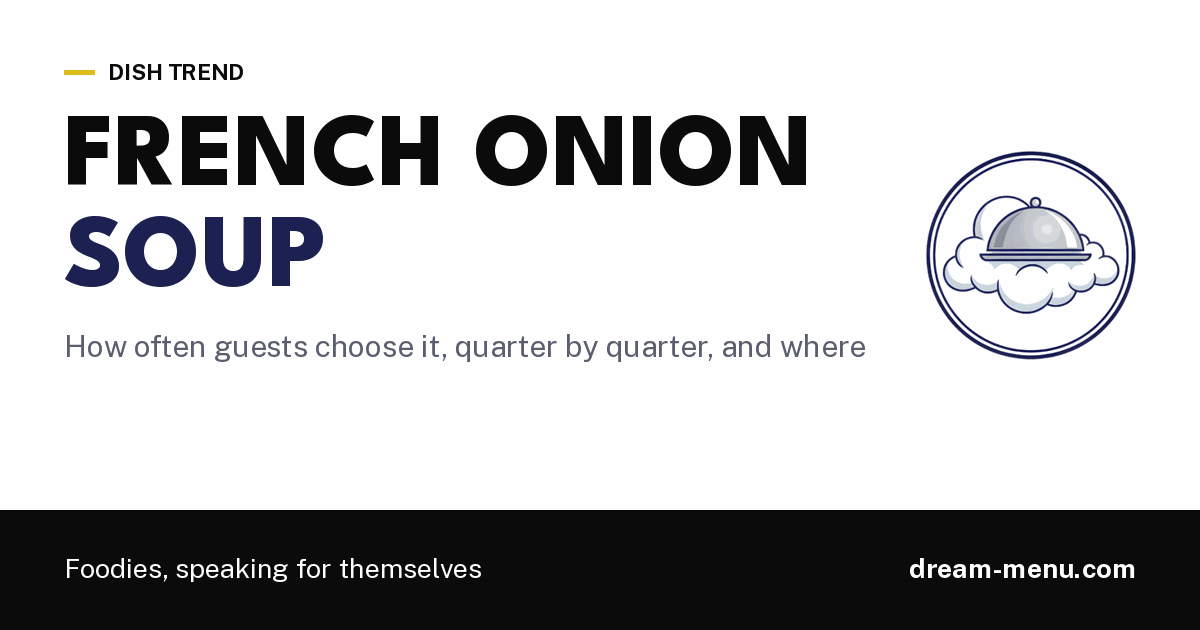 DISH TREND
FRENCH ONION
SOUP
How often guests choose it, quarter by quarter, and where
Foodies, speaking for themselves
dream-menu.com